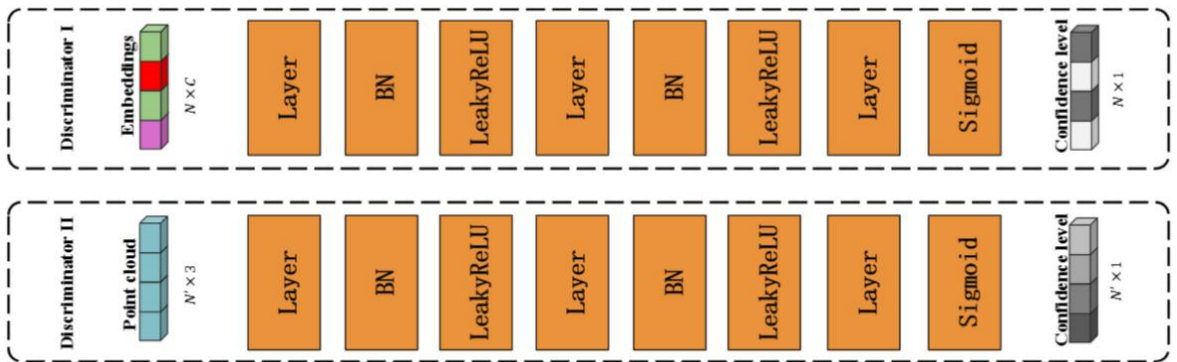 Discriminator I
Embeddings
N × C
Layer
BN
LeakyReLU
Layer
BN
LeakyReLU
Layer
Sigmoid
Confidence level
N × 1
Discriminator II
Point cloud
N′ × 3
Layer
BN
LeakyReLU
Layer
BN
LeakyReLU
Layer
Sigmoid
Confidence level
N′ × 1